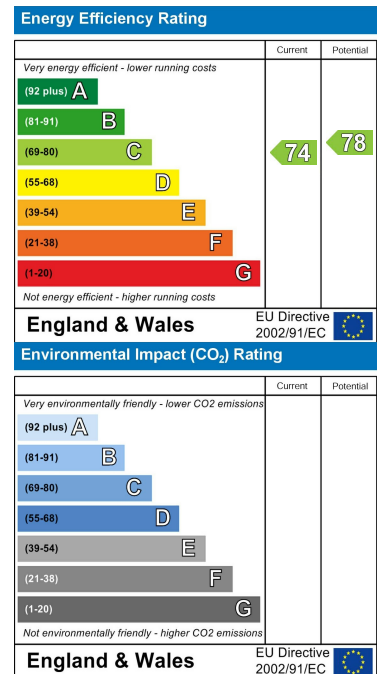 Energy Efficiency Rating
Current Potential
Very energy efficient - lower running costs
(92 plus) A
(81-91) B
(69-80) C
(55-68) D
(39-54) E
(21-38) F
(1-20) G
74
78
Not energy efficient - higher running costs
England & Wales
EU Directive
2002/91/EC
Environmental Impact (CO₂) Rating
Current Potential
Very environmentally friendly - lower CO2 emissions
(92 plus) A
(81-91) B
(69-80) C
(55-68) D
(39-54) E
(21-38) F
(1-20) G
Not environmentally friendly - higher CO2 emissions
England & Wales
EU Directive
2002/91/EC